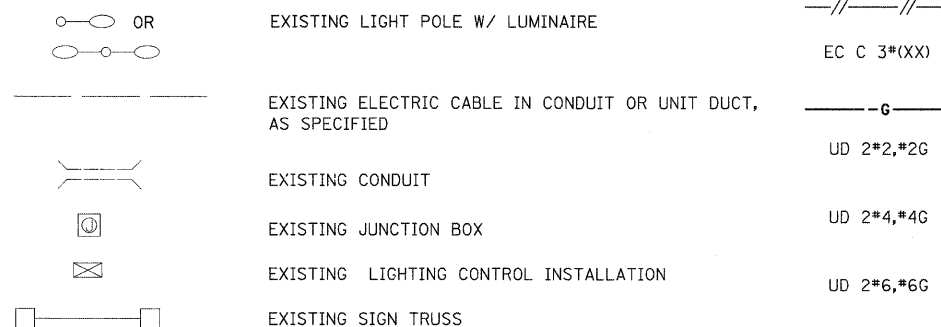 OR
EXISTING LIGHT POLE W/ LUMINAIRE
EXISTING ELECTRIC CABLE IN CONDUIT OR UNIT DUCT,
AS SPECIFIED
EXISTING CONDUIT
J
EXISTING JUNCTION BOX
EXISTING LIGHTING CONTROL INSTALLATION
EXISTING SIGN TRUSS
EC C 3#(XX)
G
UD 2#2,#2G
UD 2#4,#4G
UD 2#6,#6G